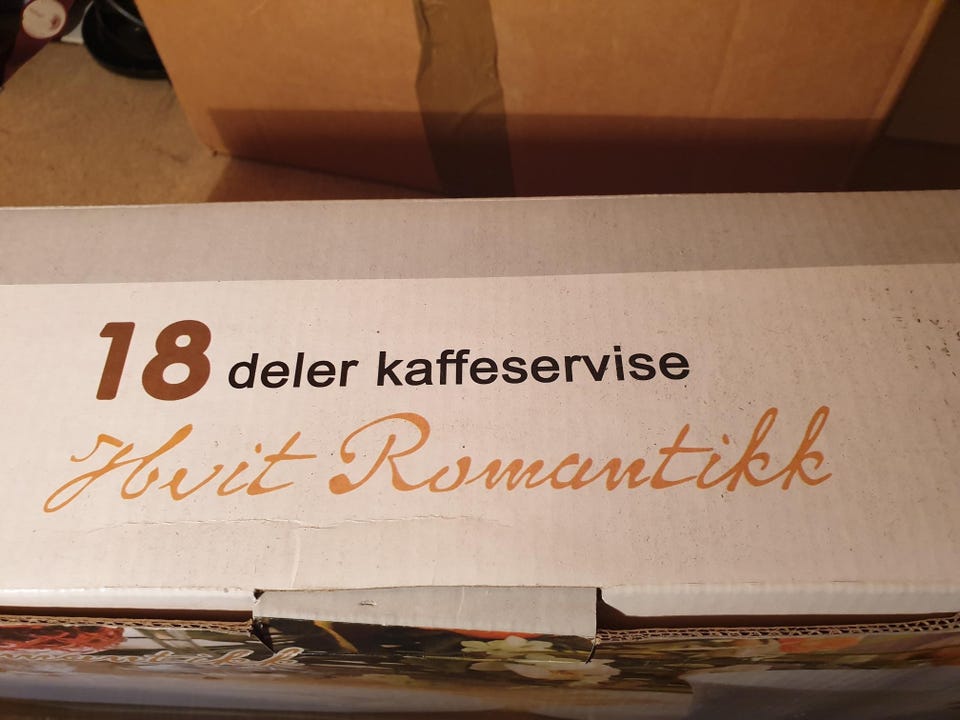 18 deler kaffeservise
Hvit Romantikk